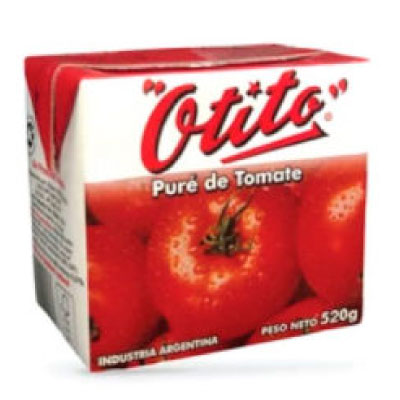 "Otito"®
Puré de Tomate
INDUSTRIA ARGENTINA
PESO NETO 520g